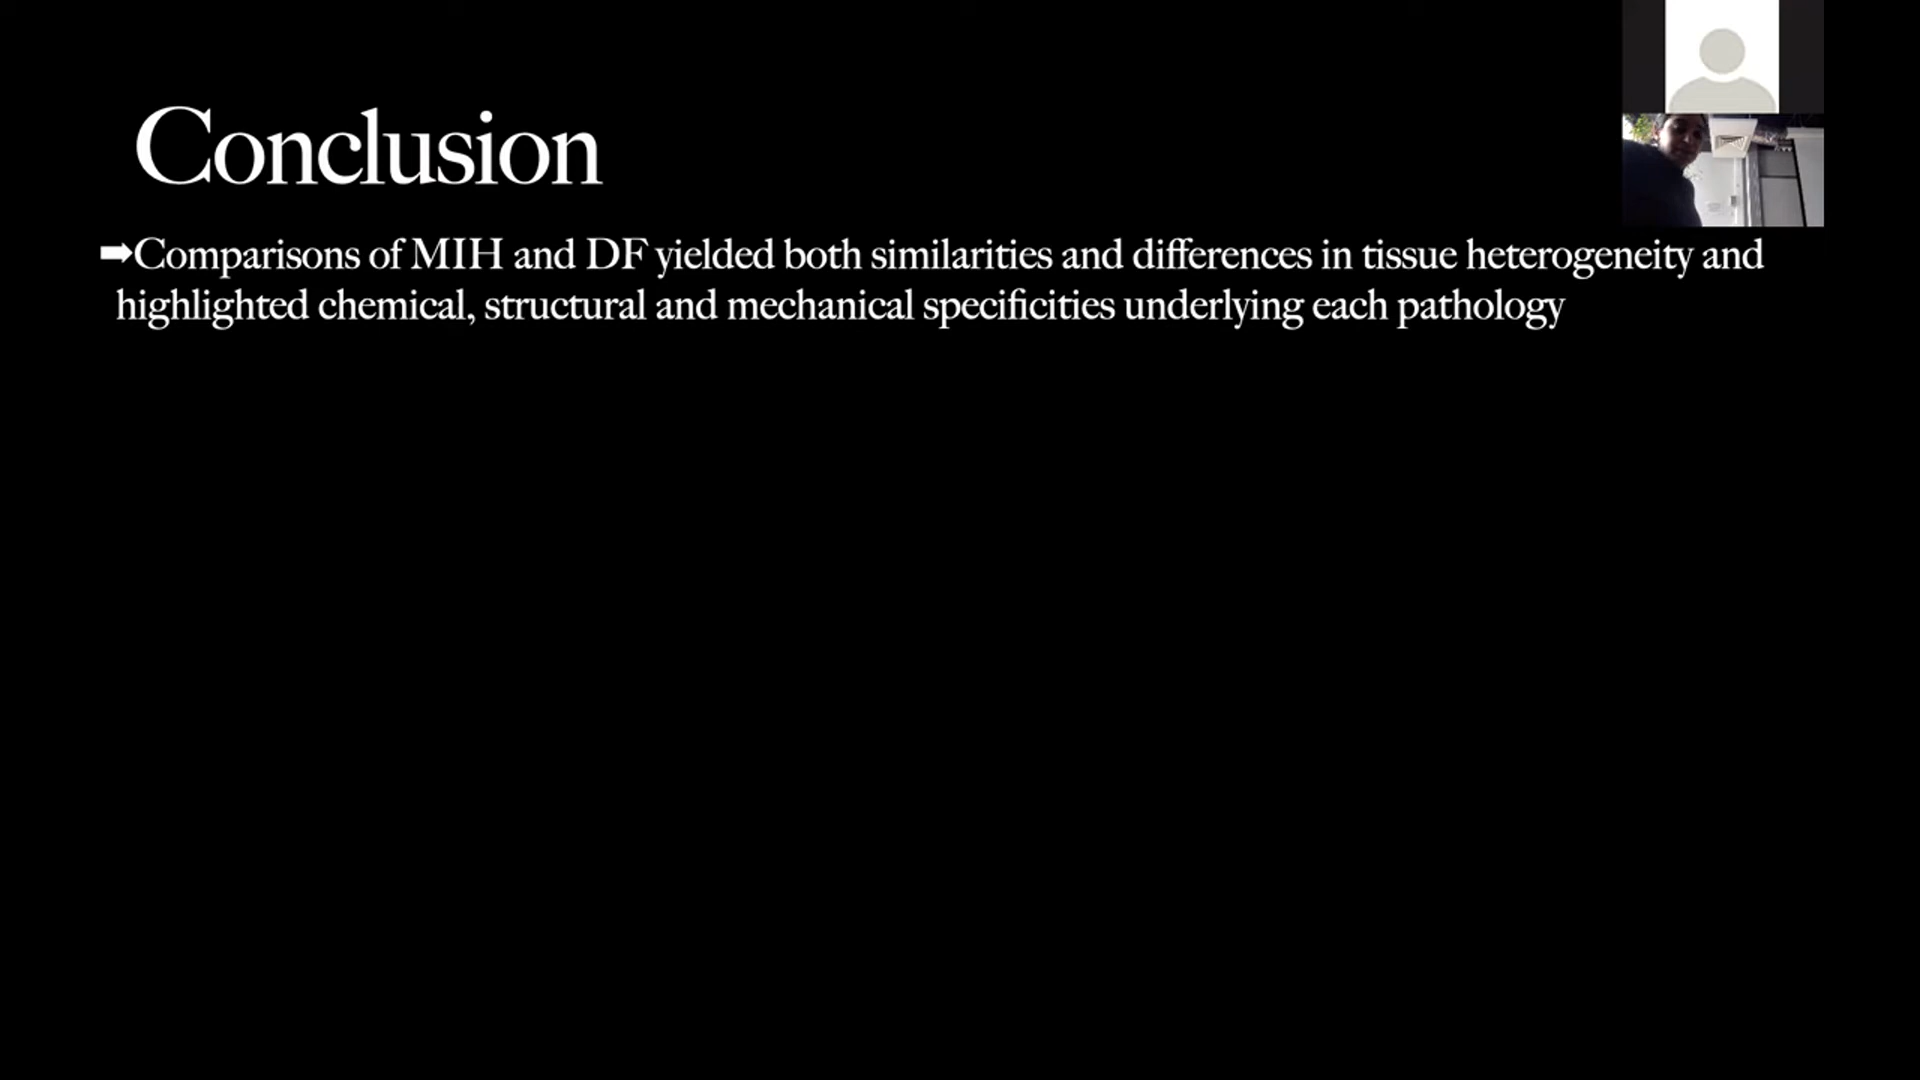 Conclusion
➡Comparisons of MIH and DF yielded both similarities and differences in tissue heterogeneity and
highlighted chemical, structural and mechanical specificities underlying each pathology